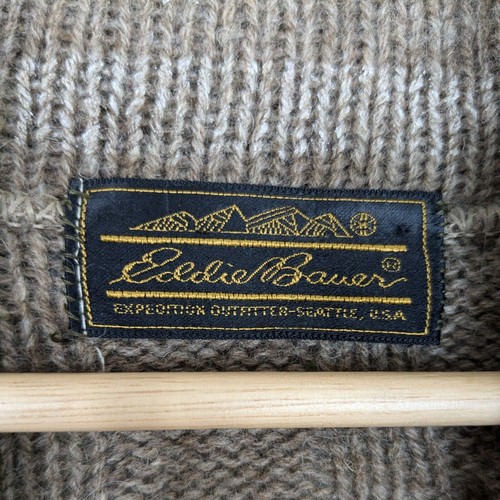 Eddie Bauer®
EXPEDITION OUTFITTER-SEATTLE, U.S.A.